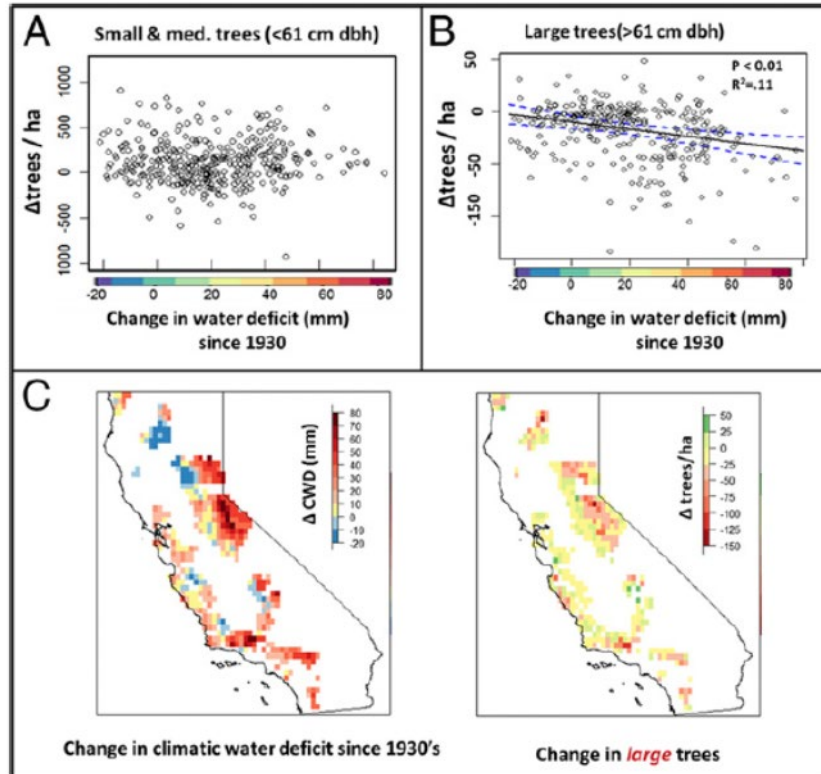 A
Small & med. trees (<61 cm dbh)
Δtrees / ha
1000
500
0
-500
1000
-20 0 20 40 60 80
Change in water deficit (mm)
since 1930
B
Large trees(>61 cm dbh)
P < 0.01
R²=.11
Δtrees / ha
50
0
-50
-150
-20 0 20 40 60 80
Change in water deficit (mm)
since 1930
C
Δ CWD (mm)
80
70
60
50
40
30
20
10
0
-10
-20
Change in climatic water deficit since 1930's
Δ trees/ha
50
25
0
-25
-50
-75
-100
-125
-150
Change in large trees